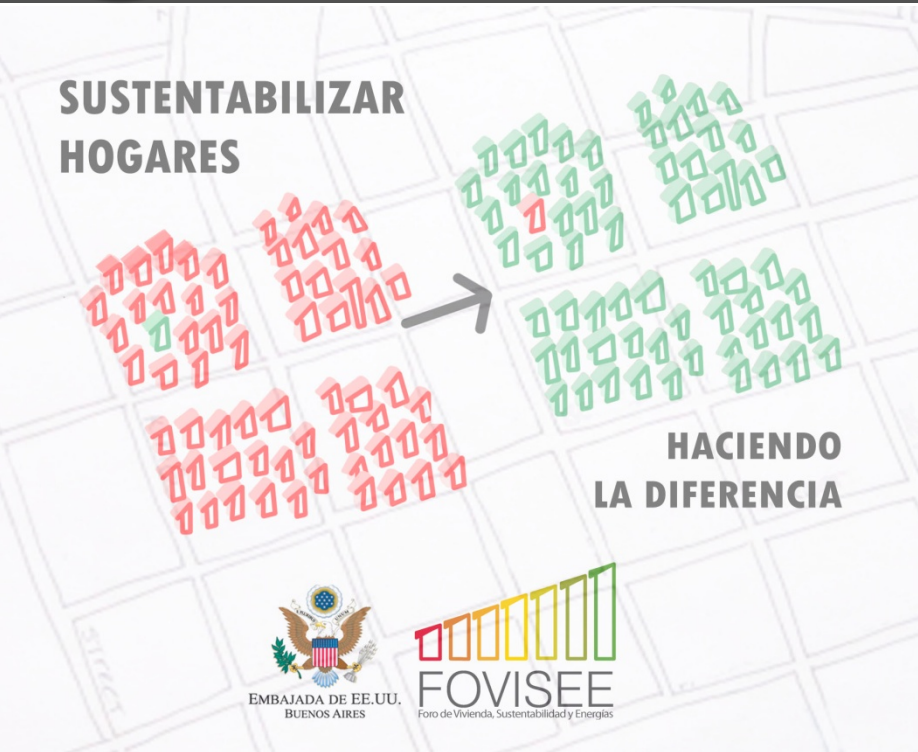 SUSTENTABILIZAR
HOGARES
HACIENDO
LA DIFERENCIA
EMBAJADA DE EE.UU.
BUENOS AIRES
FOVISEE
Foro de Vivienda, Sustentabilidad y Energías